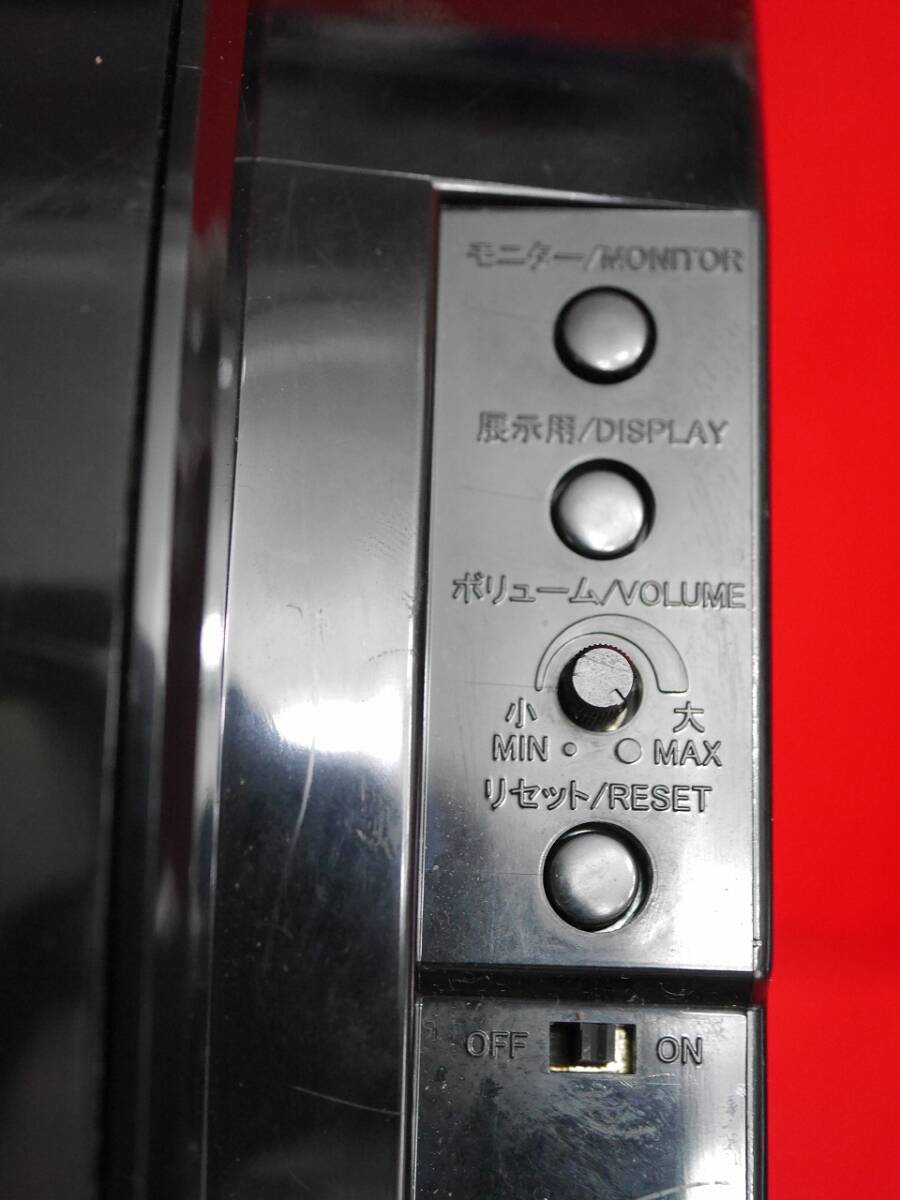 モニター/MONITOR
展示用/DISPLAY
ボリューム/VOLUME
小 大
MIN MAX
リセット/RESET
OFF ON